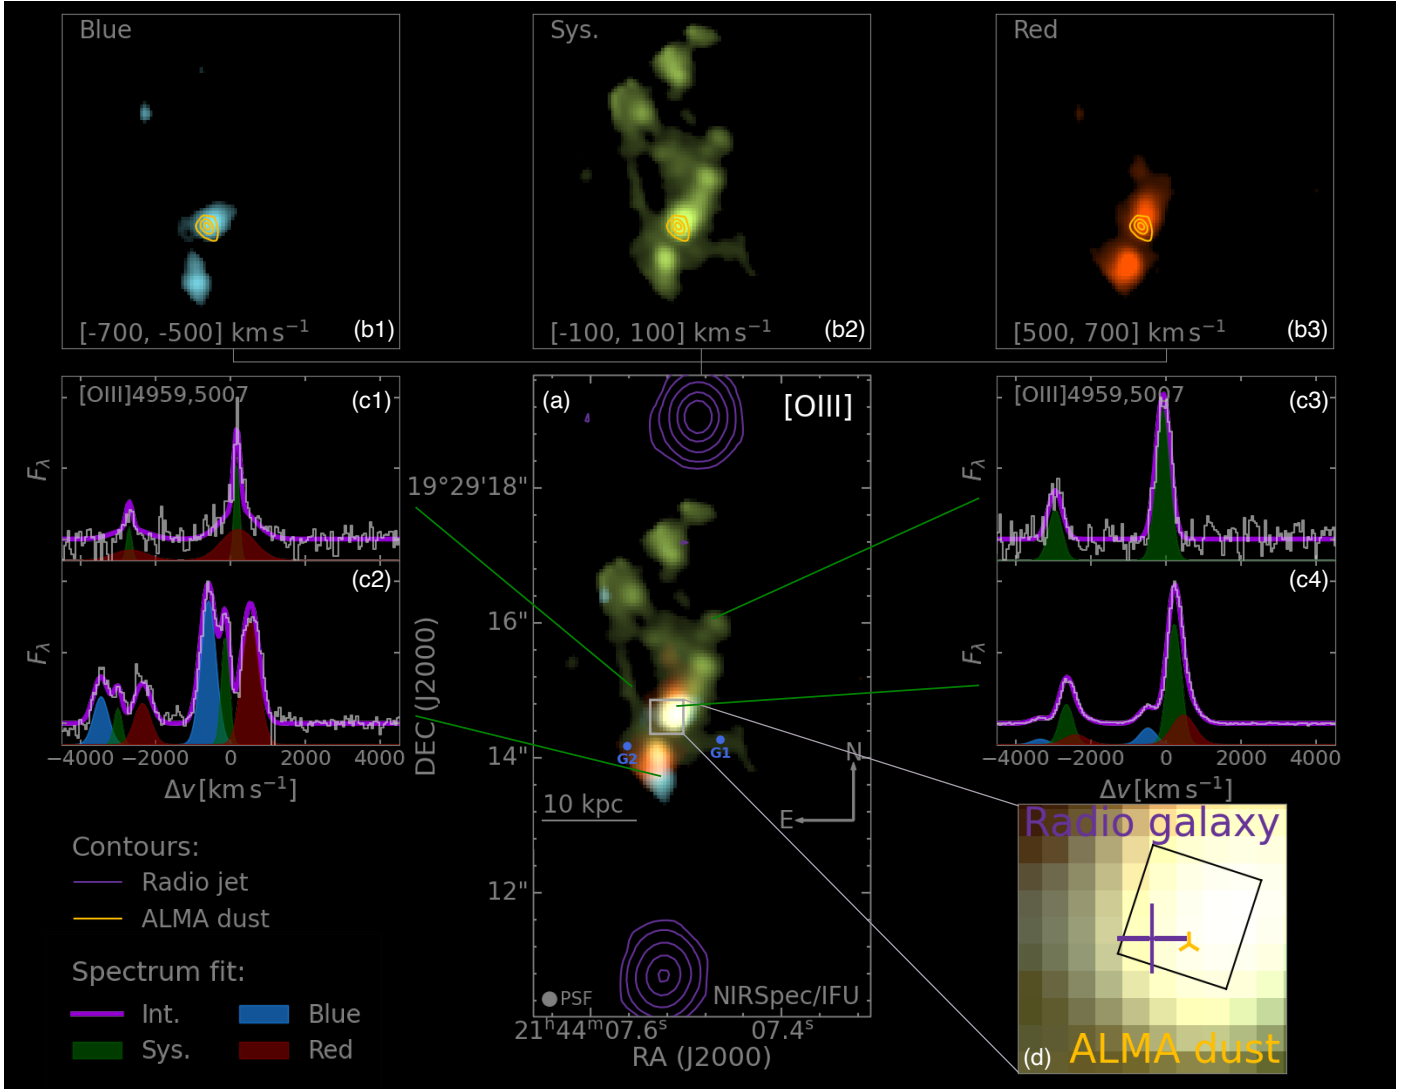 Blue
[-700, -500] km s⁻¹
(b1)
Sys.
[-100, 100] km s⁻¹
(b2)
Red
[500, 700] km s⁻¹
(b3)
[OIII]4959,5007
(c1)
Fλ
(c2)
Fλ
−4000 −2000 0 2000 4000
Δv [km s⁻¹]
(a)
[OIII]
19°29'18"
16"
14"
12"
DEC (J2000)
G2
G1
N
E
10 kpc
PSF
NIRSpec/IFU
21ʰ44ᵐ07.6ˢ
07.4ˢ
RA (J2000)
[OIII]4959,5007
(c3)
Fλ
(c4)
Fλ
−4000 −2000 0 2000 4000
Δv [km s⁻¹]
Contours:
Radio jet
ALMA dust
Spectrum fit:
Int.
Blue
Sys.
Red
Radio galaxy
(d)
ALMA dust